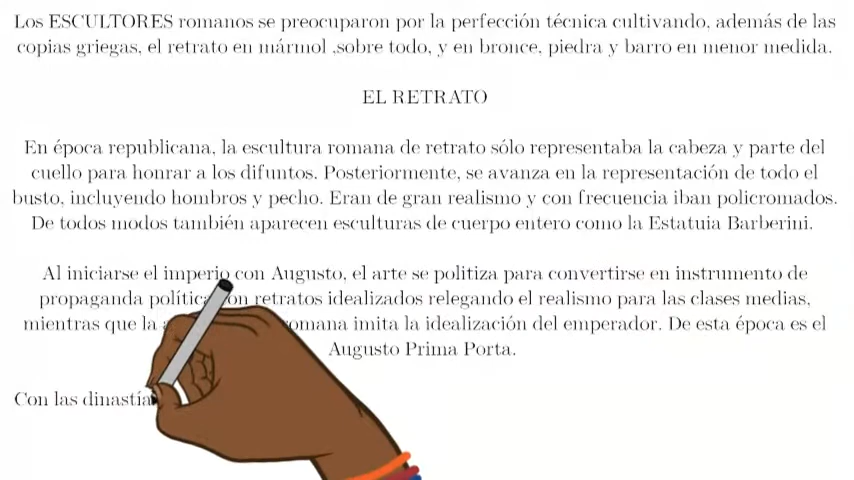 Los ESCULTORES romanos se preocuparon por la perfección técnica cultivando, además de las
copias griegas, el retrato en mármol ,sobre todo, y en bronce, piedra y barro en menor medida.
EL RETRATO
En época republicana, la escultura romana de retrato sólo representaba la cabeza y parte del
cuello para honrar a los difuntos. Posteriormente, se avanza en la representación de todo el
busto, incluyendo hombros y pecho. Eran de gran realismo y con frecuencia iban policromados.
De todos modos también aparecen esculturas de cuerpo entero como la Estatuia Barberini.
Al iniciarse el imperio con Augusto, el arte se politiza para convertirse en instrumento de
propaganda política con retratos idealizados relegando el realismo para las clases medias,
mientras que la romana imita la idealización del emperador. De esta época es el
Augusto Prima Porta.
Con las dinastía